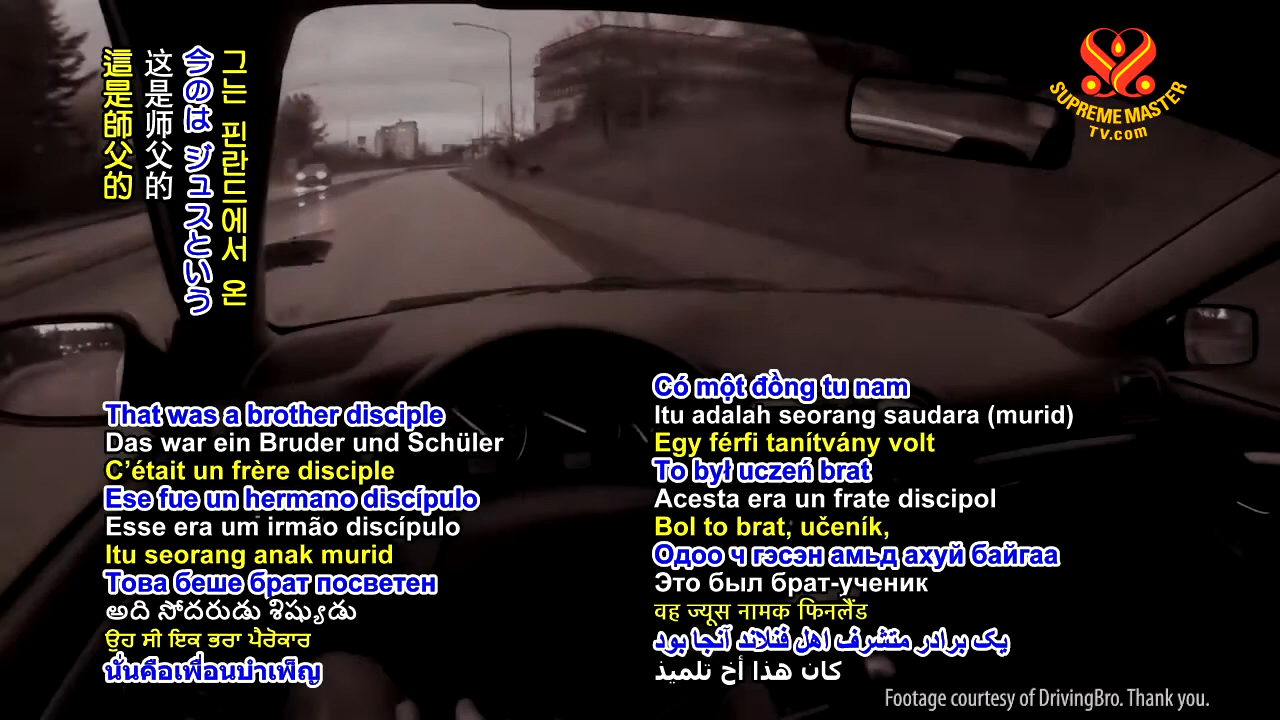 這是師父的
这是师父的
今のは ジュスという
그는 핀란드에서 온
SUPREME MASTER
TV.com
That was a brother disciple
Das war ein Bruder und Schüler
C’était un frère disciple
Ese fue un hermano discípulo
Esse era um irmão discípulo
Itu seorang anak murid
Това беше брат посветен
అది సోదరుడు శిష్యుడు
ਉਹ ਸੀ ਇਕ ਭਰਾ ਪੈਰੋਕਾਰ
นั่นคือเพื่อนบำเพ็ญ
Có một đồng tu nam
Itu adalah seorang saudara (murid)
Egy férfi tanítvány volt
To był uczeń brat
Acesta era un frate discipol
Bol to brat, učeník,
Одоо ч гэсэн амьд ахуй байгаа
Это был брат-ученик
वह ज्यूस नामक फिनलैंड
یک برادر متشرف اهل فنلاند آنجا بود
كان هذا أخ تلميذ
Footage courtesy of DrivingBro. Thank you.